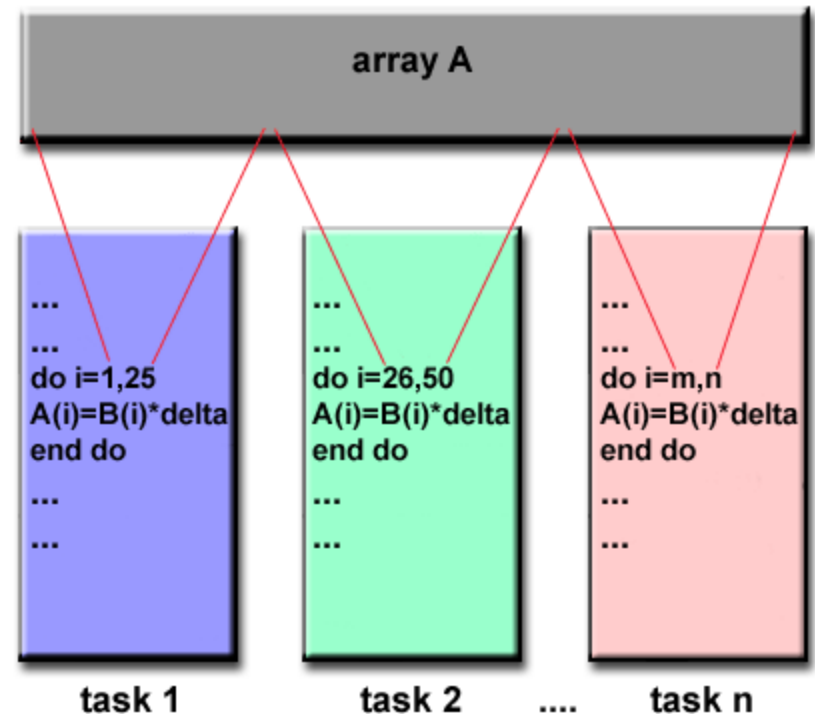 array A
...
...
do i=1,25
A(i)=B(i)*delta
end do
...
...
...
...
do i=26,50
A(i)=B(i)*delta
end do
...
...
...
...
do i=m,n
A(i)=B(i)*delta
end do
...
...
task 1
task 2
....
task n